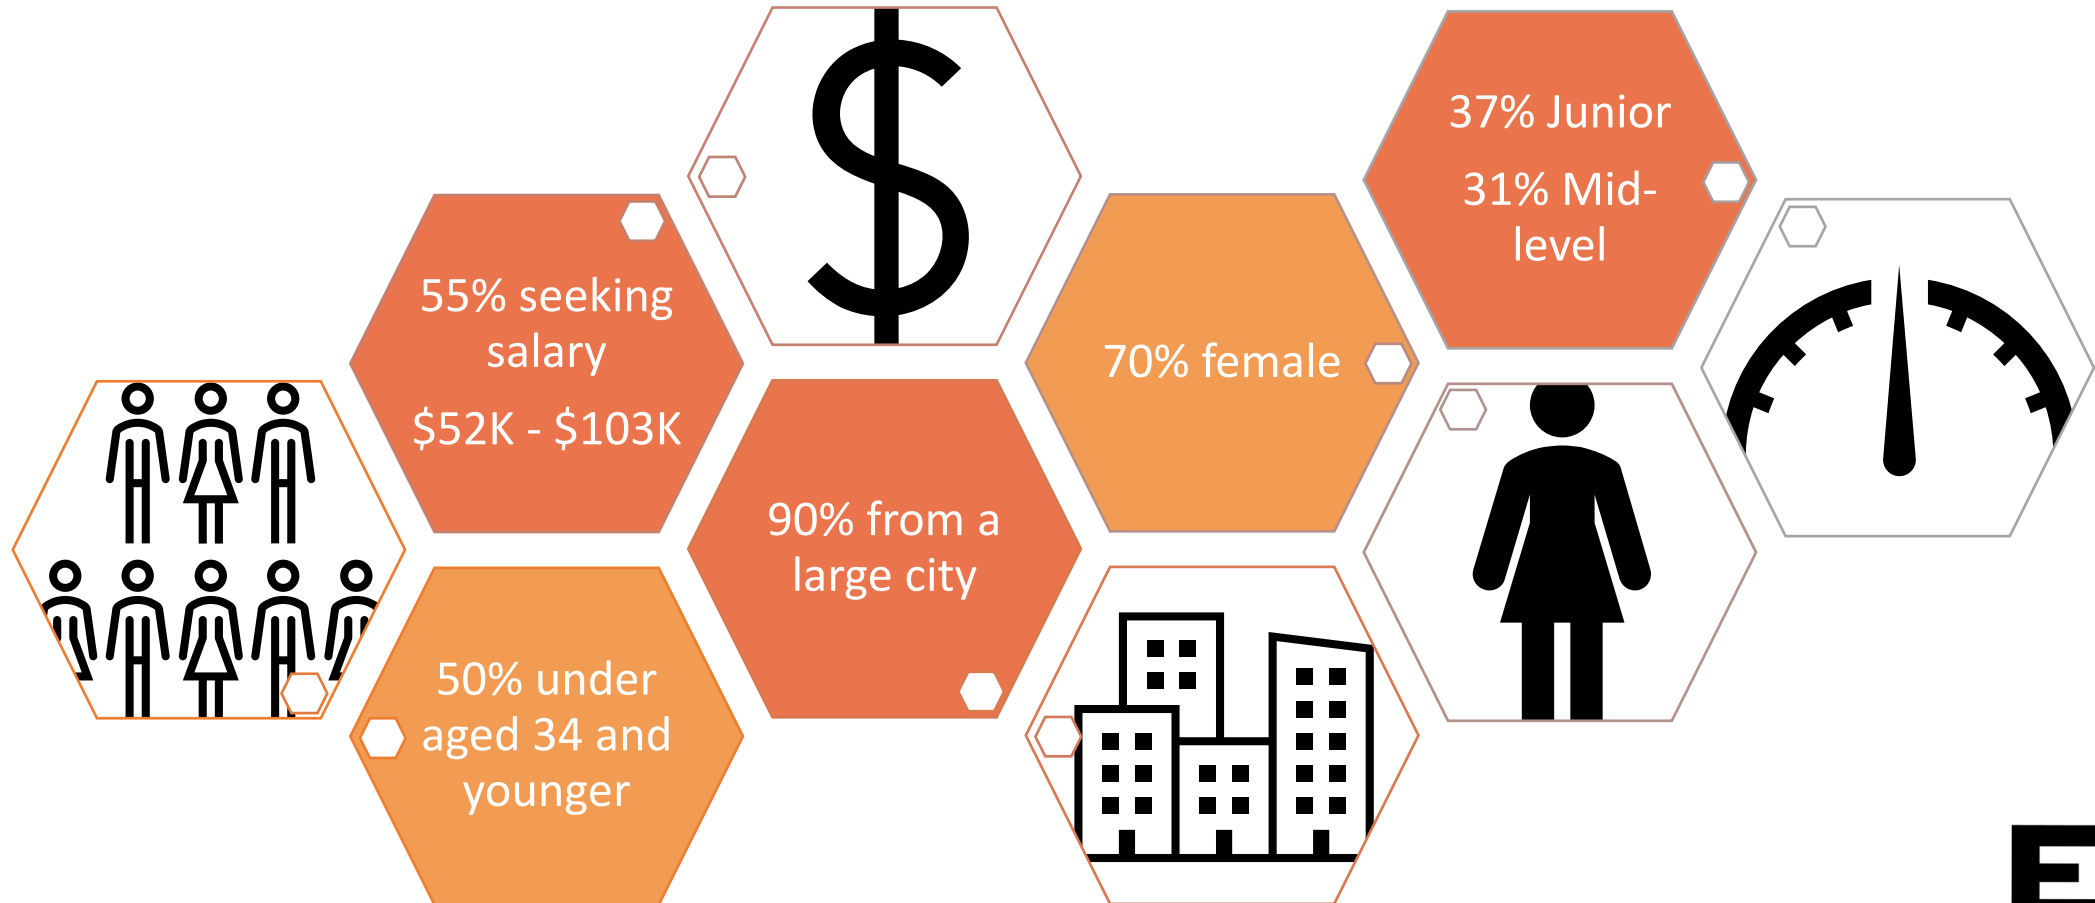 55% seeking
salary
$52K - $103K
50% under
aged 34 and
younger
90% from a
large city
70% female
37% Junior
31% Mid-
level
E